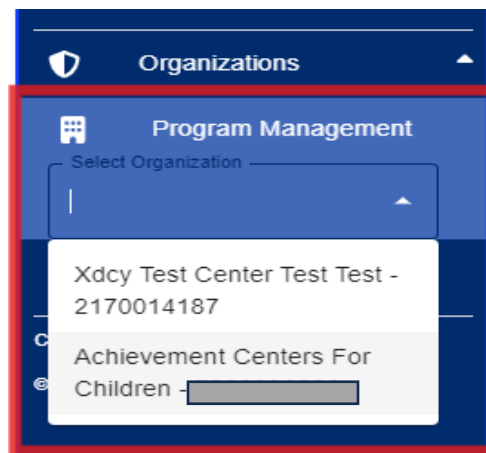 Organizations
Program Management
Select Organization
Xdcy Test Center Test Test -
2170014187
Achievement Centers For
Children -
C
©